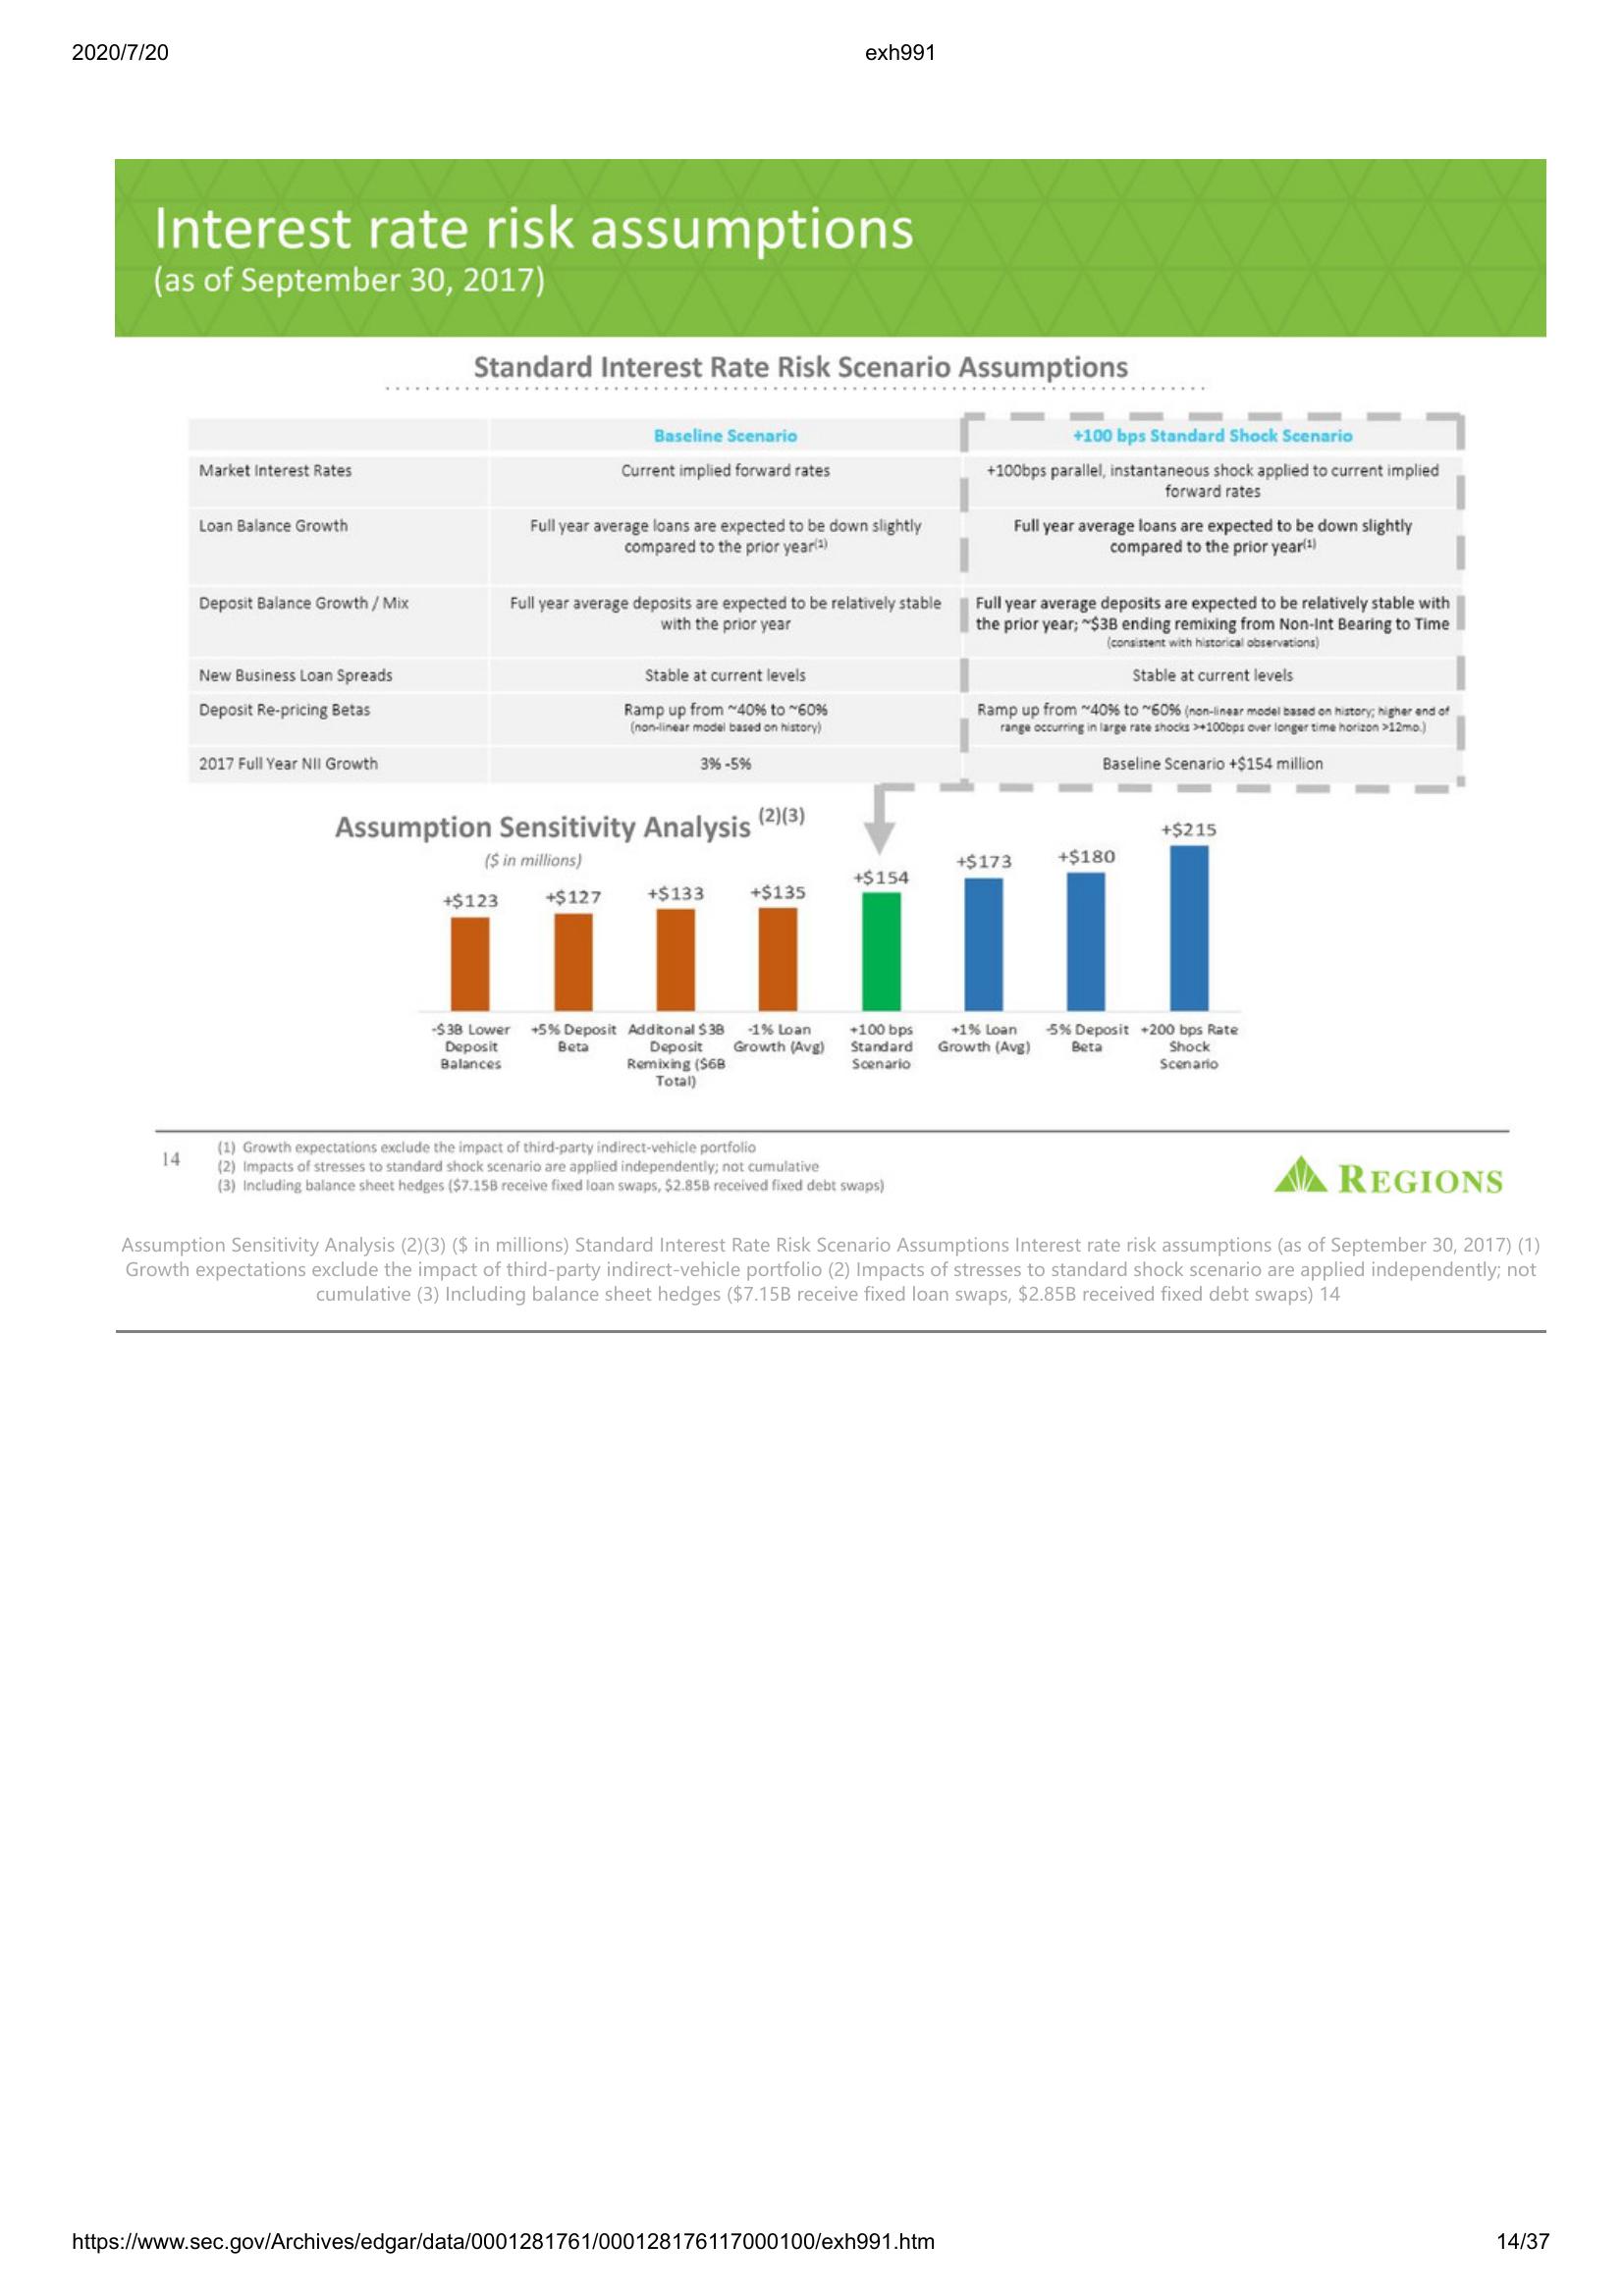 2020/7/20
exh991
Interest rate risk assumptions
(as of September 30, 2017)
Standard Interest Rate Risk Scenario Assumptions
Baseline Scenario
+100 bps Standard Shock Scenario
Market Interest Rates
Current implied forward rates
+100bps parallel, instantaneous shock applied to current implied
forward rates
Loan Balance Growth
Full year average loans are expected to be down slightly
compared to the prior year(1)
Full year average loans are expected to be down slightly
compared to the prior year(1)
Deposit Balance Growth / Mix
Full year average deposits are expected to be relatively stable
with the prior year
Full year average deposits are expected to be relatively stable with
the prior year; ~$3B ending remixing from Non-Int Bearing to Time
(consistent with historical observations)
New Business Loan Spreads
Stable at current levels
Stable at current levels
Deposit Re-pricing Betas
Ramp up from ~40% to ~60%
(non-linear model based on history)
Ramp up from ~40% to ~60% (non-linear model based on history; higher end of
range occurring in large rate shocks >+100bps over longer time horizon >12mo.)
2017 Full Year NII Growth
3% -5%
Baseline Scenario +$154 million
Assumption Sensitivity Analysis (2)(3)
($ in millions)
+$123
+$127
+$133
+$135
+$154
+$173
+$180
+$215
-$3B Lower
Deposit
Balances
+5% Deposit
Beta
Additonal $3B
Deposit
Remixing ($6B
Total)
-1% Loan
Growth (Avg)
+100 bps
Standard
Scenario
+1% Loan
Growth (Avg)
-5% Deposit
Beta
+200 bps Rate
Shock
Scenario
14
(1) Growth expectations exclude the impact of third-party indirect-vehicle portfolio
(2) Impacts of stresses to standard shock scenario are applied independently; not cumulative
(3) Including balance sheet hedges ($7.15B receive fixed loan swaps, $2.85B received fixed debt swaps)
REGIONS
Assumption Sensitivity Analysis (2)(3) ($ in millions) Standard Interest Rate Risk Scenario Assumptions Interest rate risk assumptions (as of September 30, 2017) (1)
Growth expectations exclude the impact of third-party indirect-vehicle portfolio (2) Impacts of stresses to standard shock scenario are applied independently; not
cumulative (3) Including balance sheet hedges ($7.15B receive fixed loan swaps, $2.85B received fixed debt swaps) 14
https://www.sec.gov/Archives/edgar/data/0001281761/000128176117000100/exh991.htm
14/37